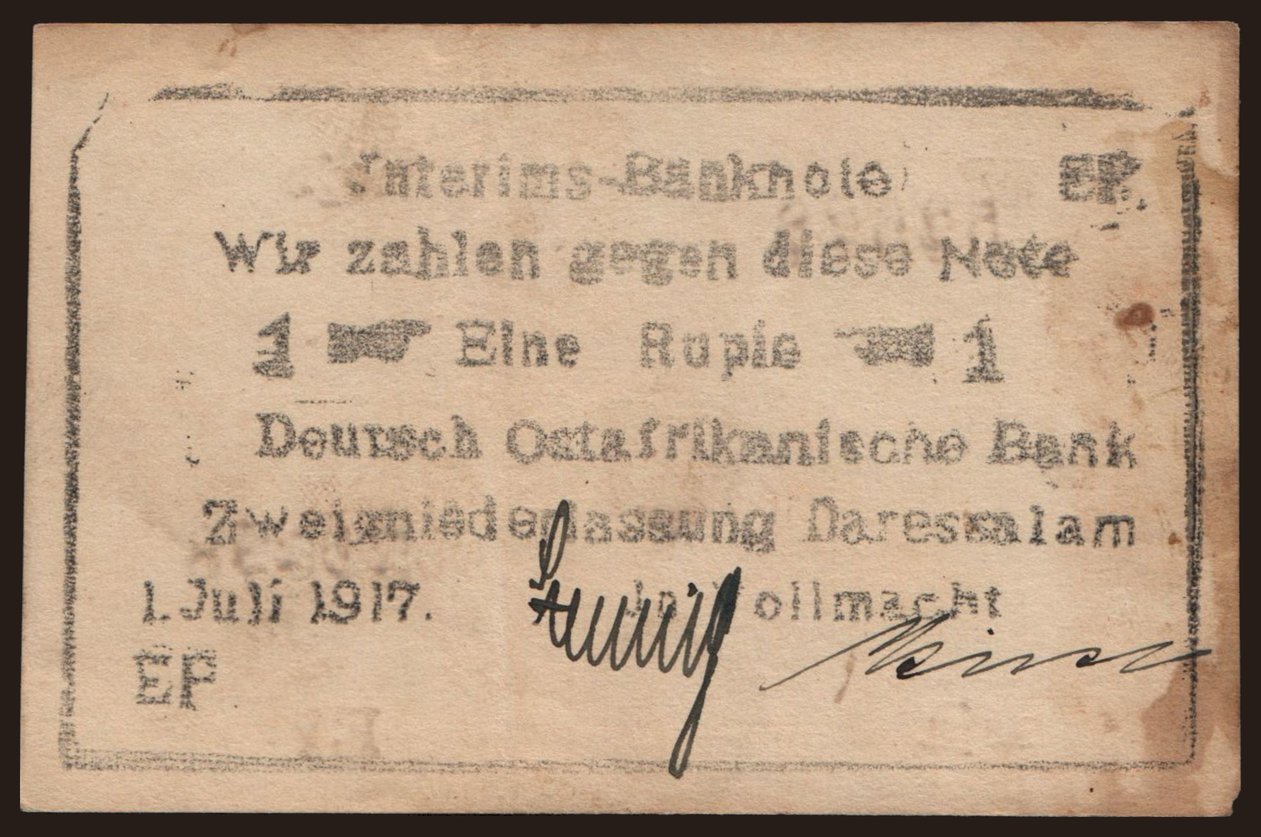 Interims-Banknote EP
Wir zahlen gegen diese Note
1 Eine Rupie 1
Deutsch Ostafrikanische Bank
Zweigniederlassung Daressalam
1. Juli 1917. In Vollmacht
EP